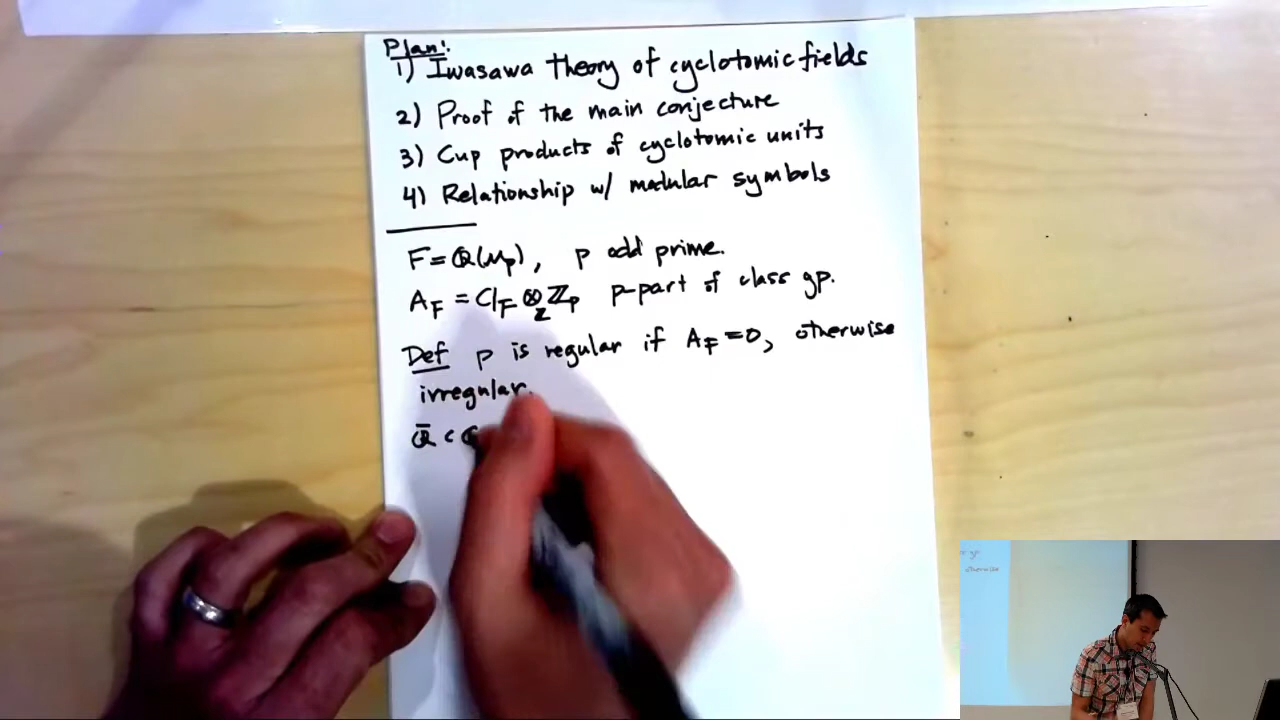 Plan:
1) Iwasawa theory of cyclotomic fields
2) Proof of the main conjecture
3) Cup products of cyclotomic units
4) Relationship w/ modular symbols
F = ℚ(μ_p), p odd prime.
A_F = Cl_F ⊗_ℤ ℤ_p p-part of class gp.
Def p is regular if A_F = 0, otherwise
irregular.
ℚ̄ ⊂
otherwise